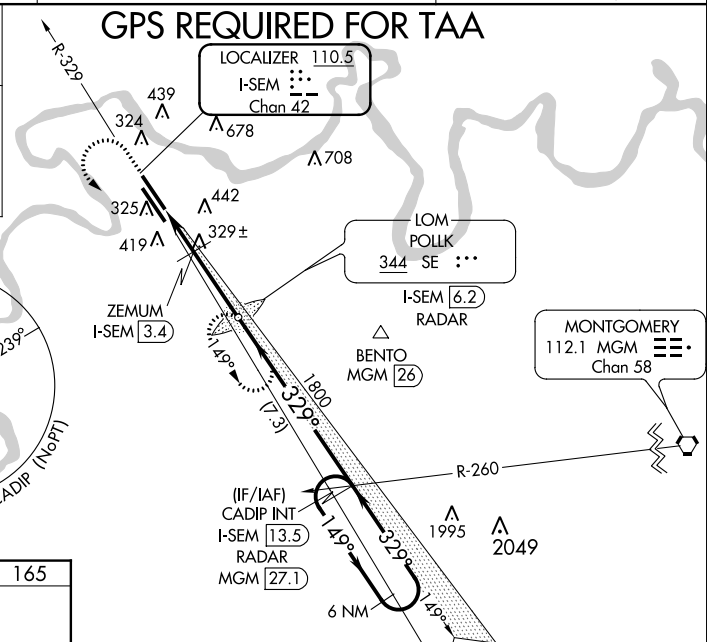 GPS REQUIRED FOR TAA
R-329
LOCALIZER 110.5
I-SEM
Chan 42
439
324
678
708
325
442
419
329±
LOM
POLLK
344 SE
I-SEM 6.2
RADAR
ZEMUM
I-SEM 3.4
BENTO
MGM 26
MONTGOMERY
112.1 MGM
Chan 58
239°
CADIP (NoPT)
149°
(7.3)
329°
1800
R-260
(IF/IAF)
CADIP INT
I-SEM 13.5
RADAR
MGM 27.1
149°
329°
1995
2049
6 NM
149°
165